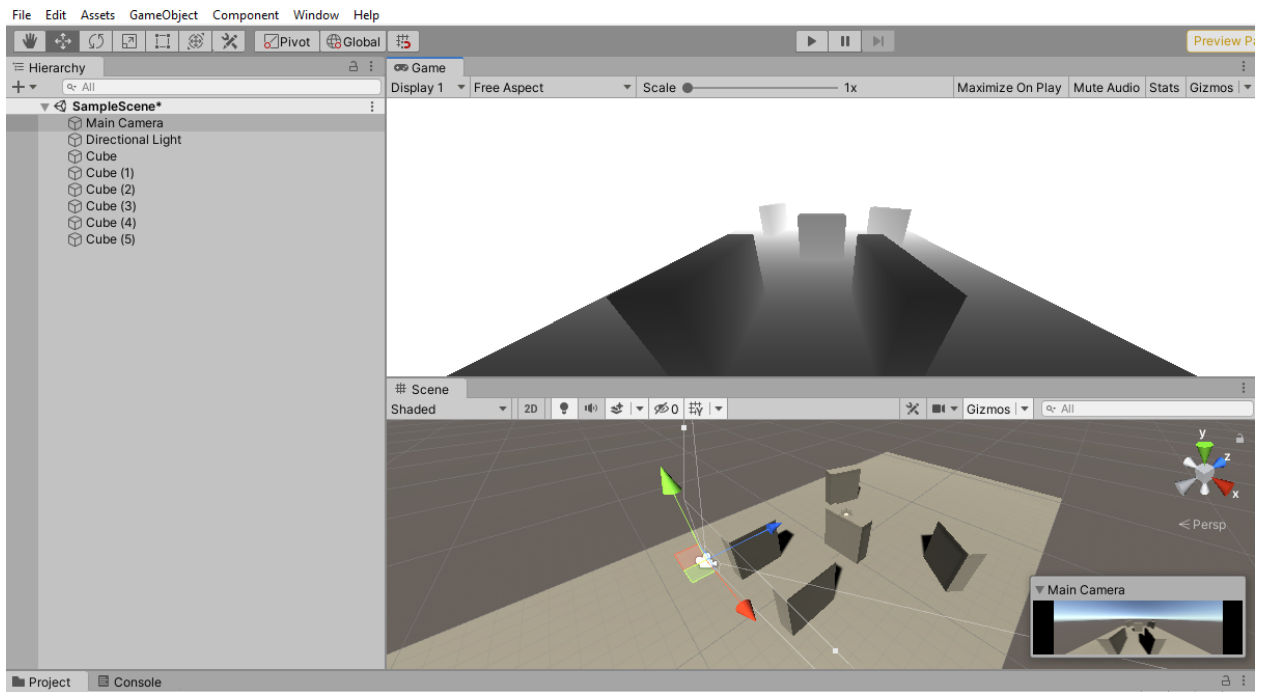 File Edit Assets GameObject Component Window Help
Pivot Global
Preview Pa
Hierarchy
All
SampleScene*
Main Camera
Directional Light
Cube
Cube (1)
Cube (2)
Cube (3)
Cube (4)
Cube (5)
Game
Display 1 Free Aspect Scale 1x Maximize On Play Mute Audio Stats Gizmos
Scene
Shaded 2D 0 Gizmos All
y
z
x
Persp
Main Camera
Project Console